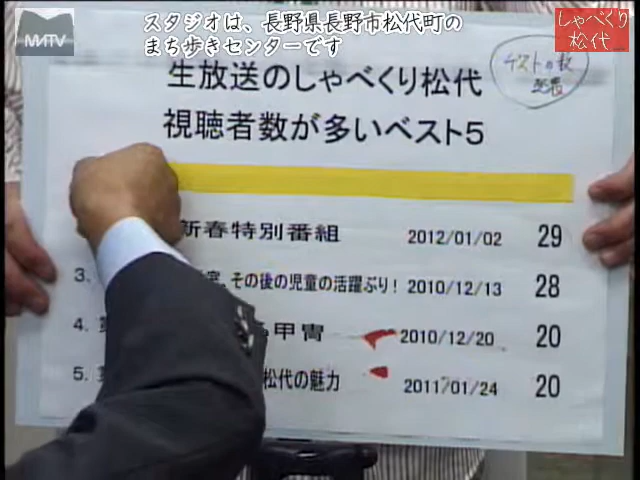 MATV
スタジオは、長野県長野市松代町の
まち歩きセンターです
しゃべくり
松代
生放送のしゃべくり松代
視聴者数が多いベスト5
ゲストの
新春特別番組 2012/01/02 29
3. その後の児童の活躍ぶり! 2010/12/13 28
4. 甲冑 2010/12/20 20
5. 松代の魅力 2011/01/24 20